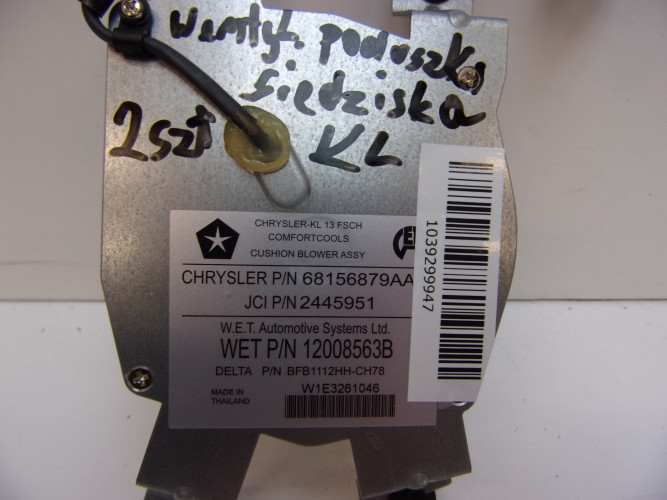 wentyl. poduszki
siedziska
2szt KL
CHRYSLER-KL 13 FSCH
COMFORTCOOLS
CUSHION BLOWER ASSY
CHRYSLER P/N 68156879AA
JCI P/N 2445951
W.E.T. Automotive Systems Ltd.
WET P/N 12008563B
DELTA P/N BFB1112HH-CH78
W1E3261046
MADE IN
THAILAND
1039299947